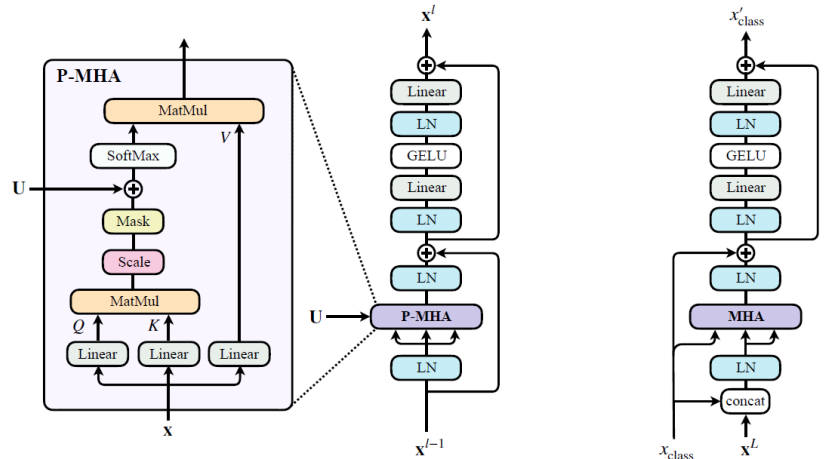 P-MHA
MatMul
V
SoftMax
U
Mask
Scale
MatMul
Q
K
Linear
Linear
Linear
x
x^l
Linear
LN
GELU
Linear
LN
LN
U
P-MHA
LN
x^{l-1}
x'_class
Linear
LN
GELU
Linear
LN
LN
MHA
LN
concat
x_class
x^L